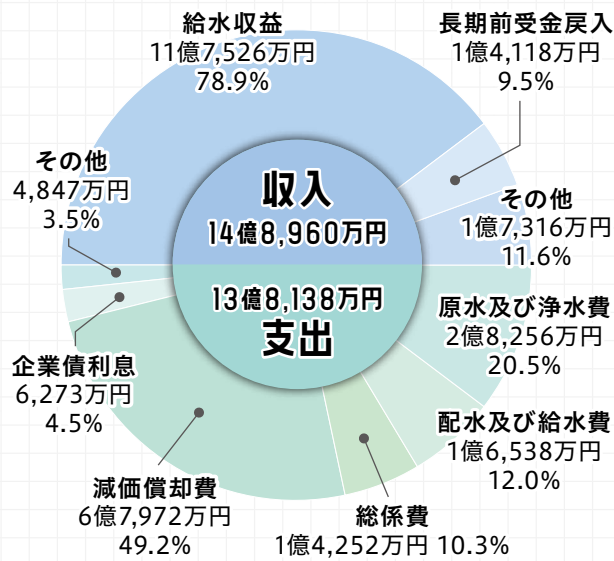 給水収益
11億7,526万円
78.9%
長期前受金戻入
1億4,118万円
9.5%
その他
1億7,316万円
11.6%
収入
14億8,960万円
13億8,138万円
支出
その他
4,847万円
3.5%
企業債利息
6,273万円
4.5%
減価償却費
6億7,972万円
49.2%
総係費
1億4,252万円 10.3%
配水及び給水費
1億6,538万円
12.0%
原水及び浄水費
2億8,256万円
20.5%